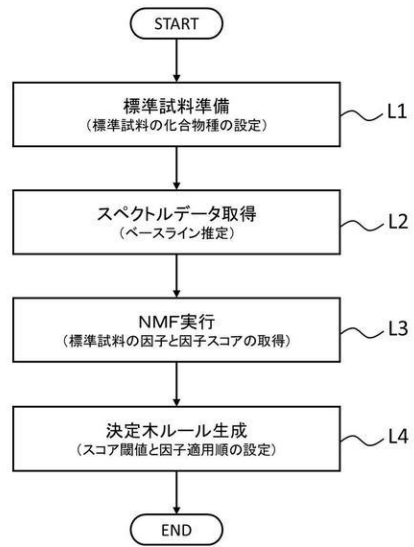 START
標準試料準備
(標準試料の化合物種の設定)
L1
スペクトルデータ取得
(ベースライン推定)
L2
NMF実行
(標準試料の因子と因子スコアの取得)
L3
決定木ルール生成
(スコア閾値と因子適用順の設定)
L4
END